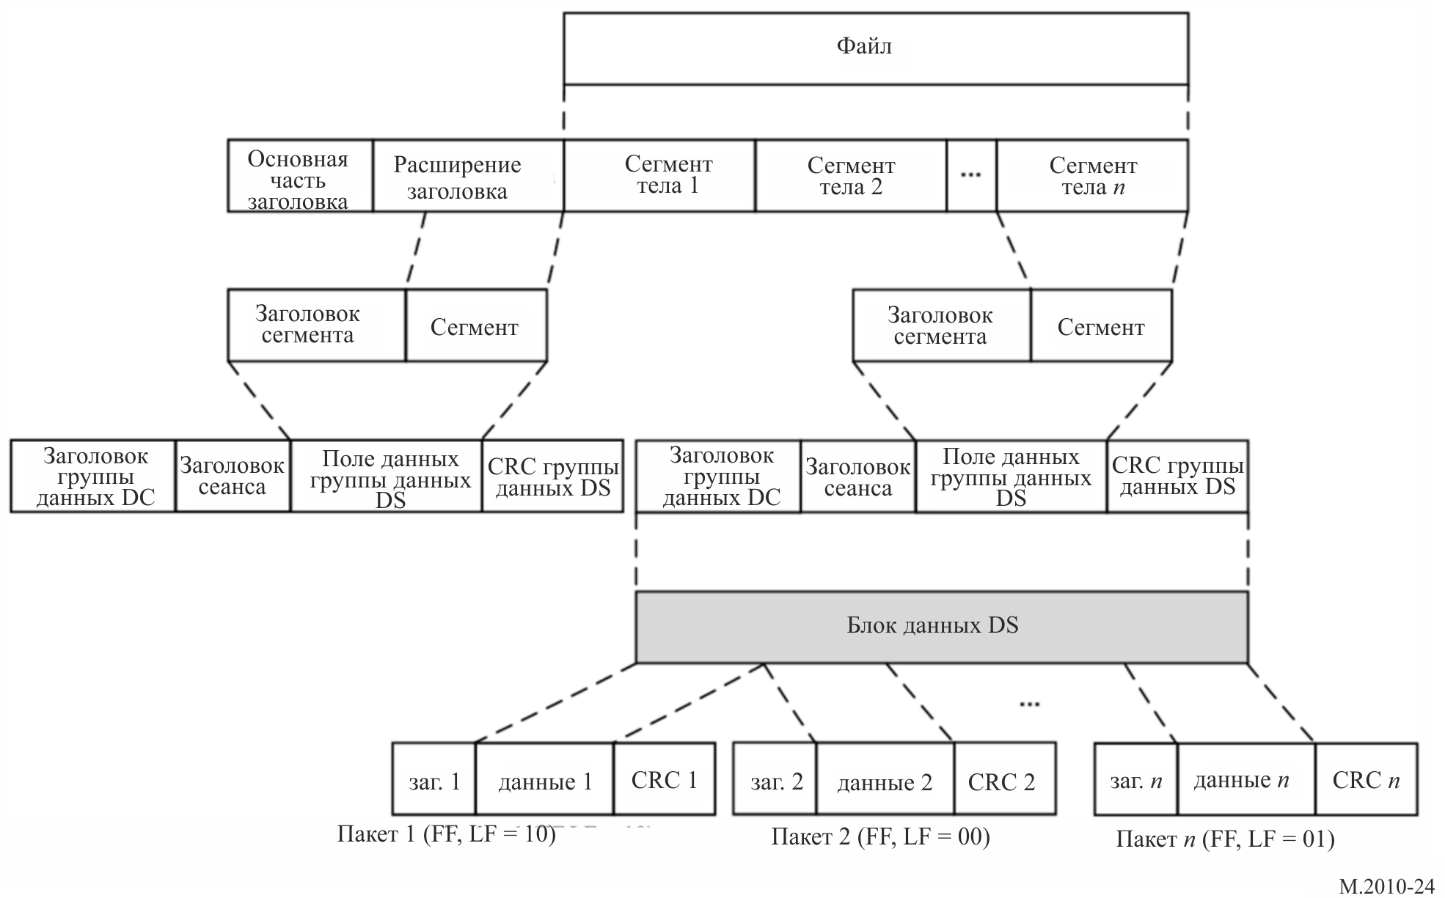 Файл
Основная
часть
заголовка
Расширение
заголовка
Сегмент
тела 1
Сегмент
тела 2
...
Сегмент
тела n
Заголовок
сегмента
Сегмент
Заголовок
сегмента
Сегмент
Заголовок
группы
данных DC
Заголовок
сеанса
Поле данных
группы данных
DS
CRC группы
данных DS
Заголовок
группы
данных DC
Заголовок
сеанса
Поле данных
группы данных
DS
CRC группы
данных DS
Блок данных DS
...
заг. 1
данные 1
CRC 1
заг. 2
данные 2
CRC 2
заг. n
данные n
CRC n
Пакет 1 (FF, LF = 10)
Пакет 2 (FF, LF = 00)
Пакет n (FF, LF = 01)
M.2010-24